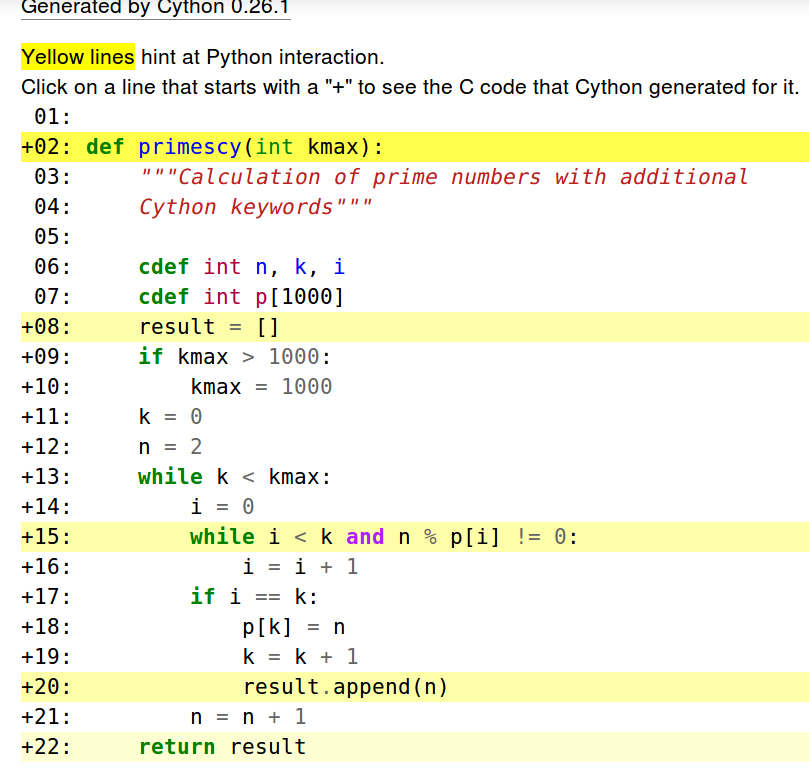 Generated by Cython 0.26.1
Yellow lines hint at Python interaction.
Click on a line that starts with a "+" to see the C code that Cython generated for it.
 01:
+02: def primescy(int kmax):
 03:     """Calculation of prime numbers with additional
 04:     Cython keywords"""
 05:
 06:     cdef int n, k, i
 07:     cdef int p[1000]
+08:     result = []
+09:     if kmax > 1000:
+10:         kmax = 1000
+11:     k = 0
+12:     n = 2
+13:     while k < kmax:
+14:         i = 0
+15:         while i < k and n % p[i] != 0:
+16:             i = i + 1
+17:         if i == k:
+18:             p[k] = n
+19:             k = k + 1
+20:             result.append(n)
+21:         n = n + 1
+22:     return result